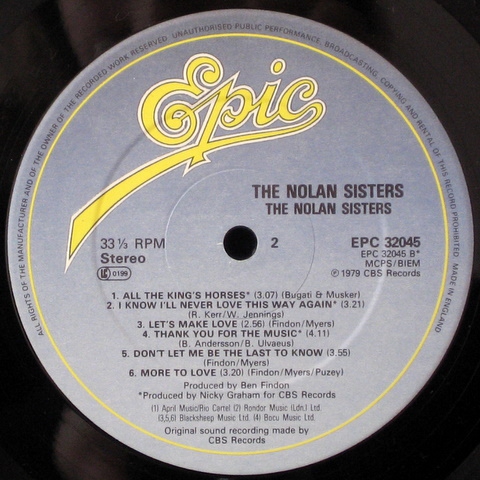 ALL RIGHTS OF THE MANUFACTURER AND OF THE OWNER OF THE RECORDED WORK RESERVED. UNAUTHORISED PUBLIC PERFORMANCE, BROADCASTING, COPYING AND RENTAL OF THIS RECORD PROHIBITED. MADE IN ENGLAND
Epic
THE NOLAN SISTERS
THE NOLAN SISTERS
33⅓ RPM 2 EPC 32045
Stereo EPC 32045 B*
MCPS/BIEM
LC 0199 ℗ 1979 CBS Records
1. ALL THE KING'S HORSES* (3.07) (Bugati & Musker)
2. I KNOW I'LL NEVER LOVE THIS WAY AGAIN* (3.21)
(R. Kerr/W. Jennings)
3. LET'S MAKE LOVE (2.56) (Findon/Myers)
4. THANK YOU FOR THE MUSIC* (4.11)
(B. Andersson/B. Ulvaeus)
5. DON'T LET ME BE THE LAST TO KNOW (3.55)
(Findon/Myers)
6. MORE TO LOVE (3.20) (Findon/Myers/Puzey)
Produced by Ben Findon
*Produced by Nicky Graham for CBS Records
(1) April Music/Rio Cartel (2) Rondor Music (Ldn.) Ltd.
(3,5,6) Blacksheep Music Ltd. (4) Bocu Music Ltd.
Original sound recording made by
CBS Records